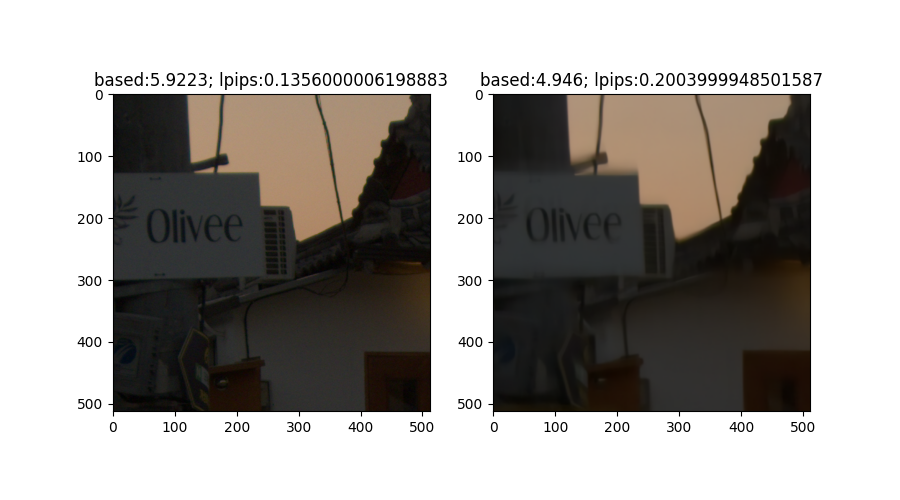 based:5.9223; lpips:0.1356000006198883 based:4.946; lpips:0.2003999948501587
0 0
100 100
Olivee Olivee
200 200
300 300
400 400
500 500
0 100 200 300 400 500 0 100 200 300 400 500